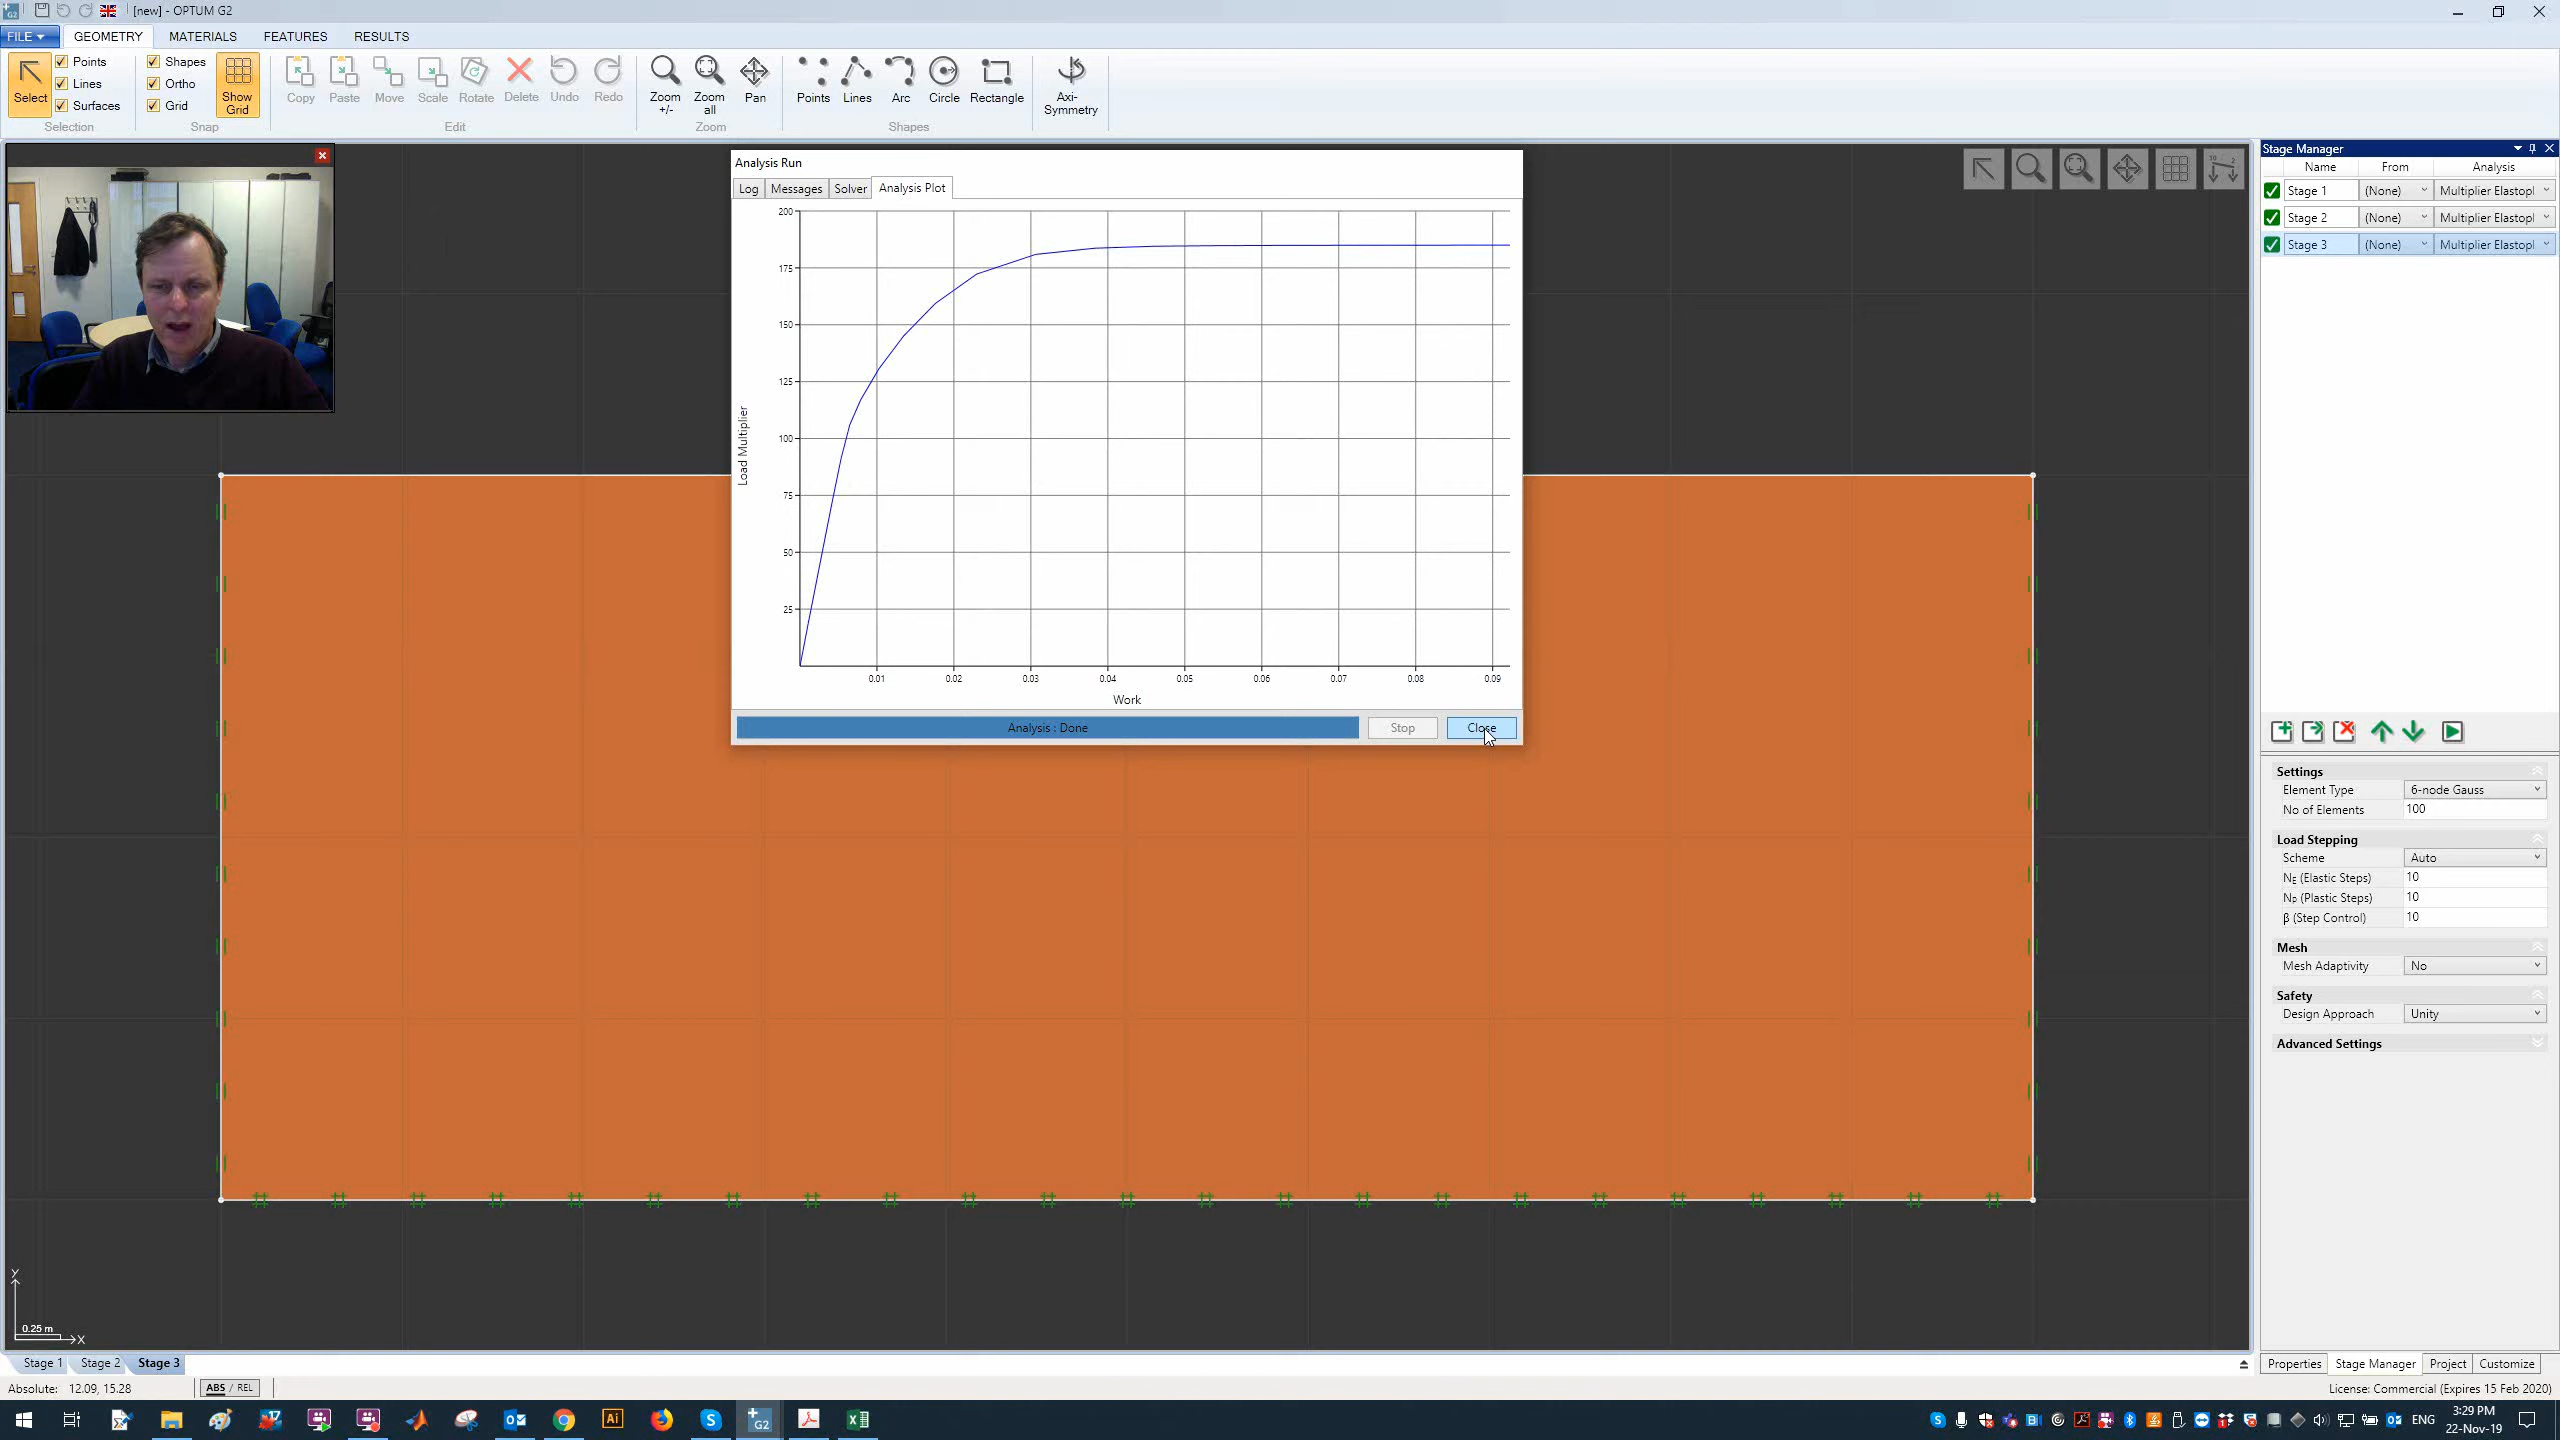 [new] - OPTUM G2
FILE GEOMETRY MATERIALS FEATURES RESULTS
Select
Points
Lines
Surfaces
Selection
Shapes
Ortho
Grid
Show Grid
Snap
Copy Paste Move Scale Rotate Delete Undo Redo
Edit
Zoom +/-
Zoom all
Pan
Zoom
Points Lines Arc Circle Rectangle
Shapes
Axi-Symmetry
Analysis Run
Log Messages Solver Analysis Plot
200
175
150
125
100
75
50
25
Load Multiplier
0.01 0.02 0.03 0.04 0.05 0.06 0.07 0.08 0.09
Work
Analysis : Done
Stop
Close
Stage Manager
Name From Analysis
Stage 1 (None) Multiplier Elastopl
Stage 2 (None) Multiplier Elastopl
Stage 3 (None) Multiplier Elastopl
Settings
Element Type 6-node Gauss
No of Elements 100
Load Stepping
Scheme Auto
NE (Elastic Steps) 10
NP (Plastic Steps) 10
β (Step Control) 10
Mesh
Mesh Adaptivity No
Safety
Design Approach Unity
Advanced Settings
Y
0.25 m
X
Stage 1 Stage 2 Stage 3
Properties Stage Manager Project Customize
Absolute: 12.09, 15.28
ABS / REL
License: Commercial (Expires 15 Feb 2020)
17
Ai
G2
ENG
3:29 PM
22-Nov-19